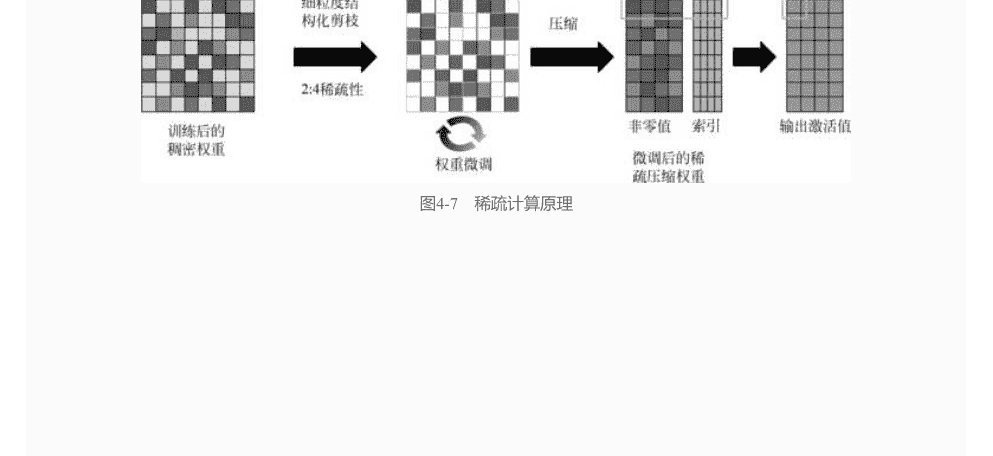 细粒度结
构化剪枝
压缩
2:4稀疏性
训练后的
稠密权重
权重微调
非零值
索引
输出激活值
微调后的稀
疏压缩权重
图4-7 稀疏计算原理